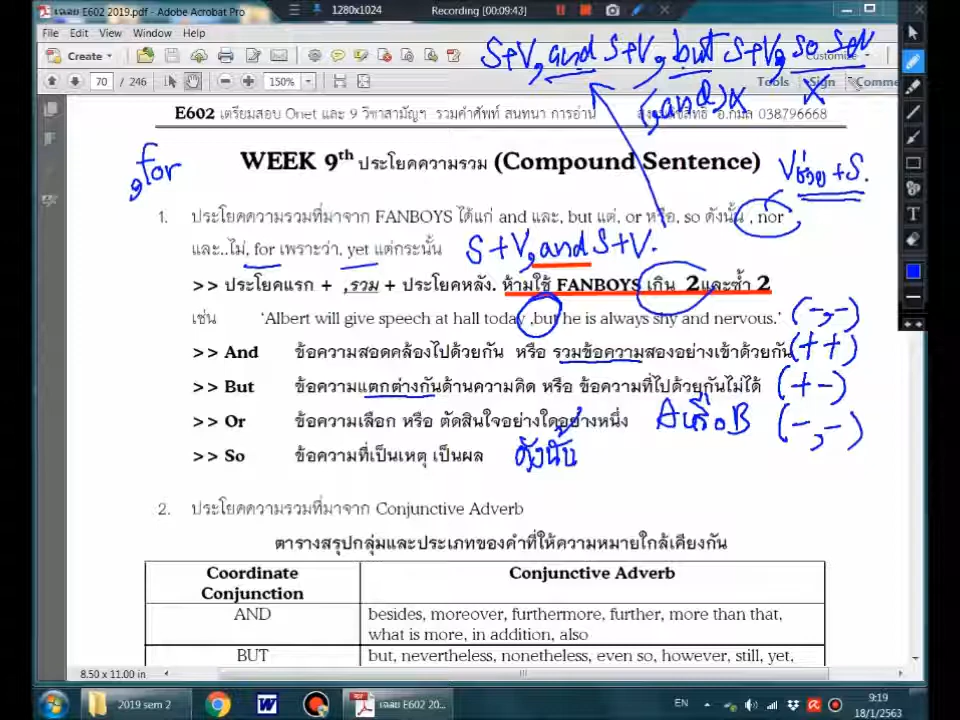 เฉลย E602 2019.pdf - Adobe Acrobat Pro
1280x1024 Recording [00:09:43]
File Edit View Window Help
Create
70 / 246 150% Tools Sign Comment
S+V, and S+V, but S+V, so S+V
(,and) X X
E602 เตรียมสอบ Onet และ 9 วิชาสามัญฯ รวมคำศัพท์ สนทนา การอ่าน อ.กมล 038796668
, for
WEEK 9th ประโยคความรวม (Compound Sentence)
Vช่วย + S.
1. ประโยคความรวมที่มาจาก FANBOYS ได้แก่ and และ, but แต่, or หรือ, so ดังนั้น , nor
และ..ไม่, for เพราะว่า, yet แต่กระนั้น
S+V, and S+V.
>> ประโยคแรก + ,รวม + ประโยคหลัง. ห้ามใช้ FANBOYS เกิน 2และซ้ำ 2
เช่น 'Albert will give speech at hall today ,but he is always shy and nervous.' (-,-)
>> And ข้อความสอดคล้องไปด้วยกัน หรือ รวมข้อความสองอย่างเข้าด้วยกัน (+ +)
>> But ข้อความแตกต่างกันด้านความคิด หรือ ข้อความที่ไปด้วยกันไม่ได้ (+ -)
>> Or ข้อความเลือก หรือ ตัดสินใจอย่างใดอย่างหนึ่ง A หรือ B (-,-)
>> So ข้อความที่เป็นเหตุ เป็นผล ดังนั้น
2. ประโยคความรวมที่มาจาก Conjunctive Adverb
ตารางสรุปกลุ่มและประเภทของคำที่ให้ความหมายใกล้เคียงกัน
Coordinate Conjunction Conjunctive Adverb
AND besides, moreover, furthermore, further, more than that,
what is more, in addition, also
BUT but, nevertheless, nonetheless, even so, however, still, yet,
8.50 x 11.00 in
2019 sem 2 เฉลย E602 20... EN 9:19
18/1/2563